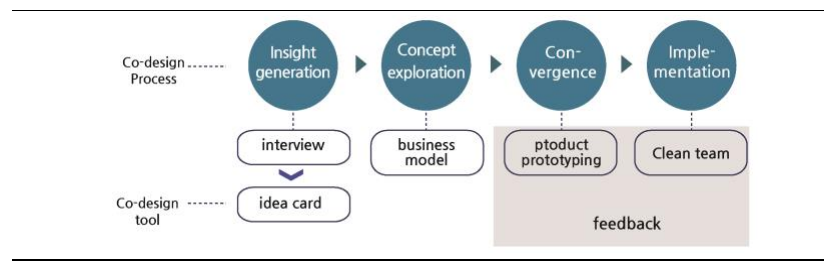 Co-design
Process
Insight
generation
Concept
exploration
Con-
vergence
Imple-
mentation
interview
business
model
ptoduct
prototyping
Clean team
Co-design
tool
idea card
feedback